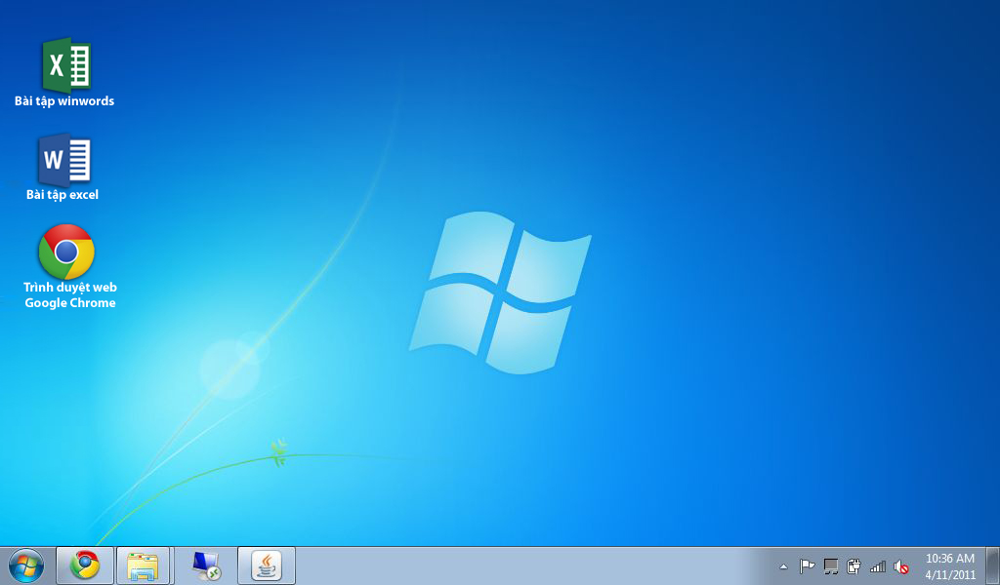 X
Bài tập winwords
W
Bài tập excel
Trình duyệt web
Google Chrome
10:36 AM
4/11/2011